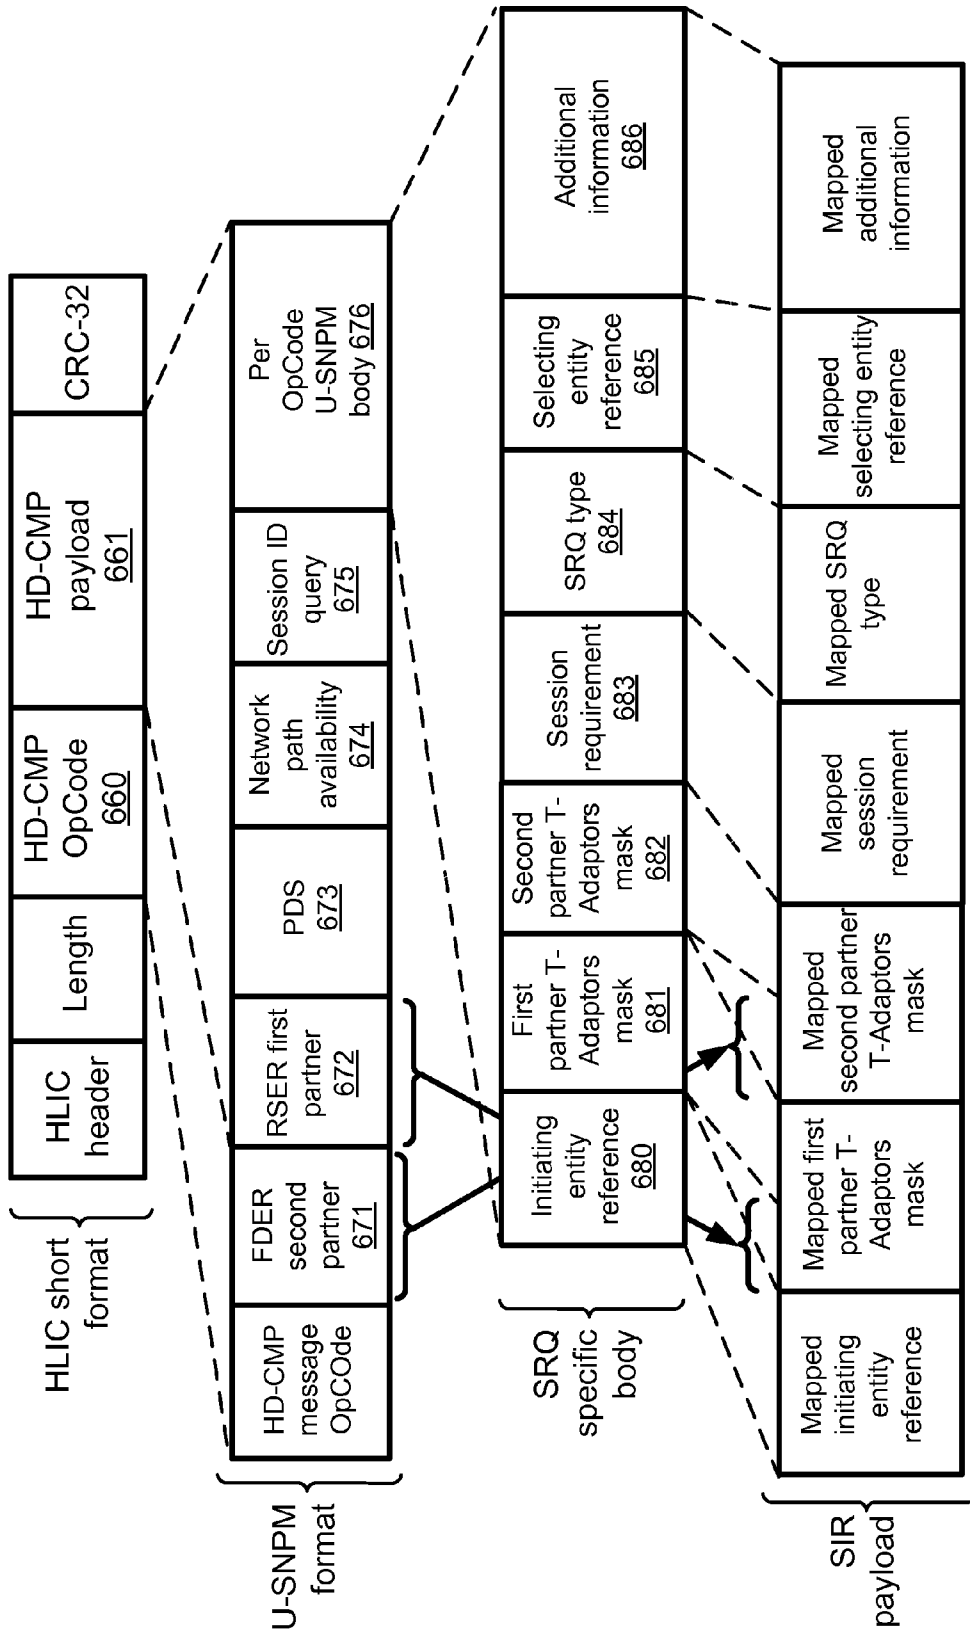 HLIC short
format
HLIC
header
Length
HD-CMP
OpCode
660
HD-CMP
payload
661
CRC-32
U-SNPM
format
HD-CMP
message
OpCOde
FDER
second
partner
671
RSER first
partner
672
PDS
673
Network
path
availability
674
Session ID
query
675
Per
OpCode
U-SNPM
body 676
SRQ
specific
body
Initiating
entity
reference
680
First
partner T-
Adaptors
mask
681
Second
partner T-
Adaptors
mask 682
Session
requirement
683
SRQ type
684
Selecting
entity
reference
685
Additional
information
686
SIR
payload
Mapped
initiating
entity
reference
Mapped first
partner T-
Adaptors
mask
Mapped
second partner
T-Adaptors
mask
Mapped
session
requirement
Mapped SRQ
type
Mapped
selecting entity
reference
Mapped
additional
information